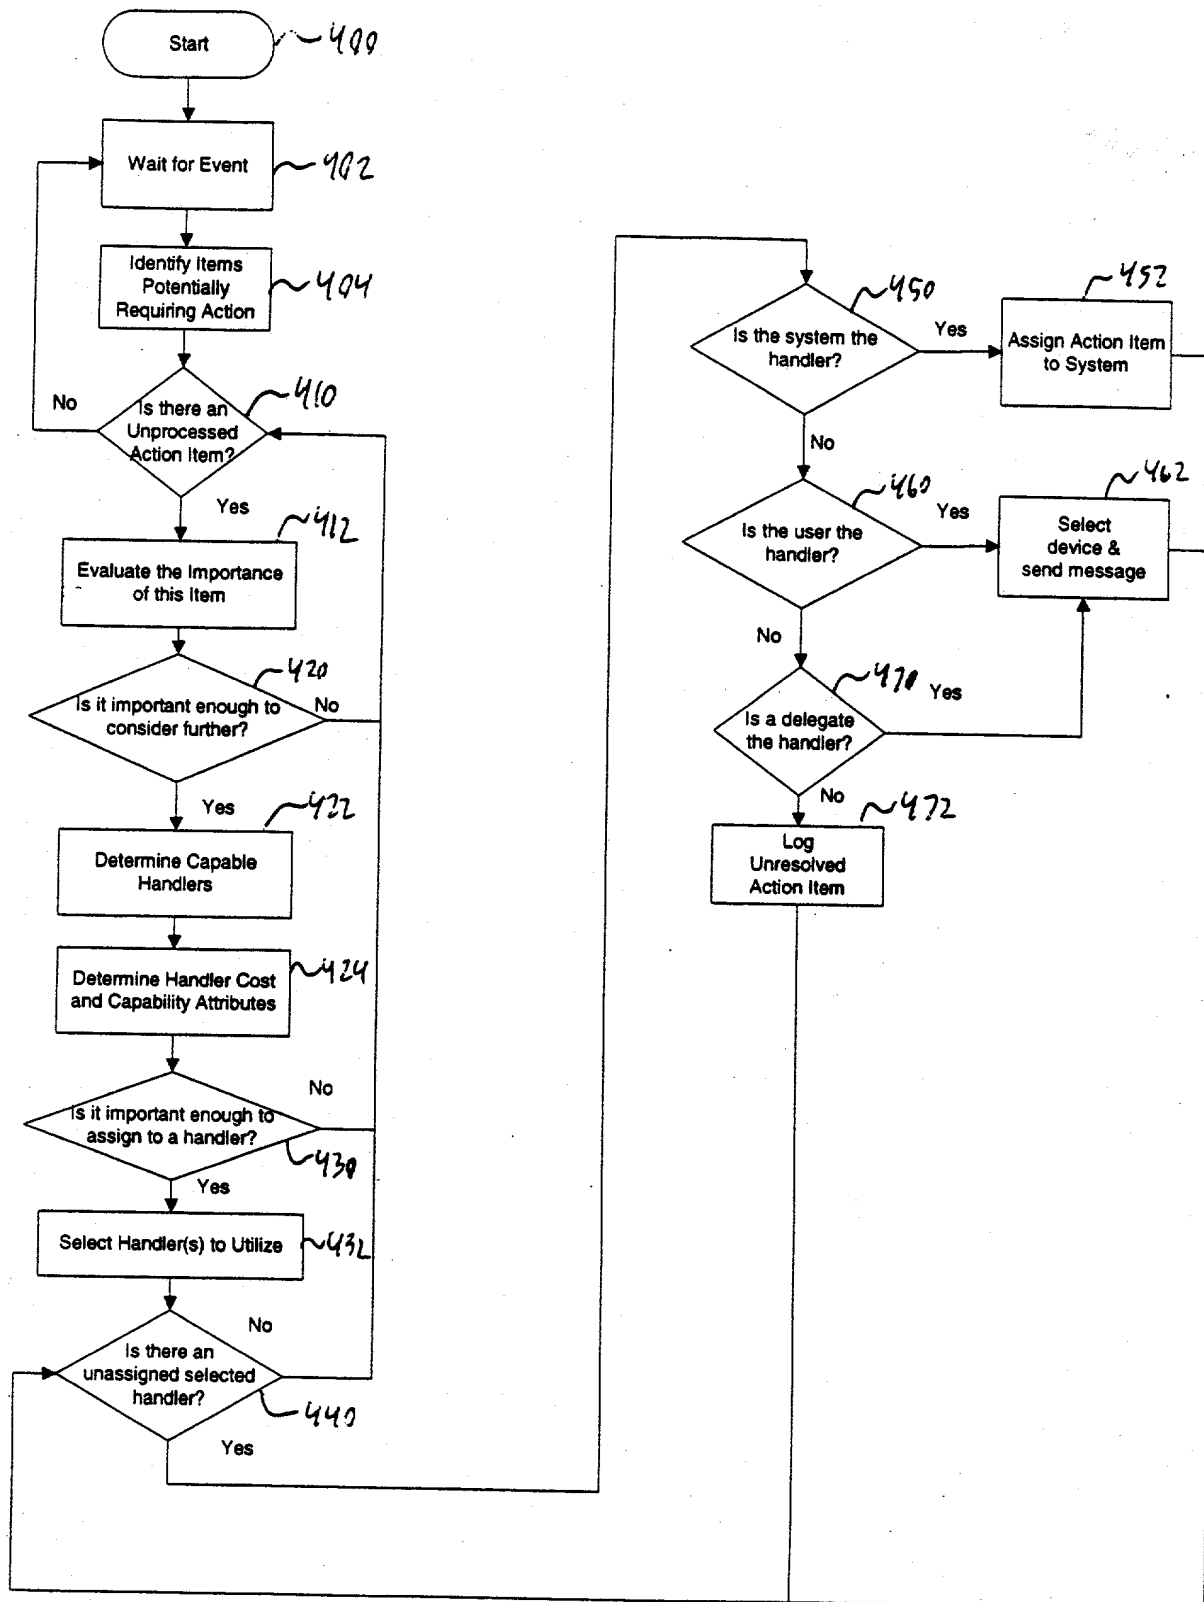 Start
400
Wait for Event
402
Identify Items
Potentially
Requiring Action
404
No
Is there an
Unprocessed
Action Item?
410
Yes
Evaluate the Importance
of this Item
412
Is it important enough to
consider further?
420
No
Yes
Determine Capable
Handlers
422
Determine Handler Cost
and Capability Attributes
424
No
Is it important enough to
assign to a handler?
430
Yes
Select Handler(s) to Utilize
432
No
Is there an
unassigned selected
handler?
440
Yes
Is the system the
handler?
450
Yes
Assign Action Item
to System
452
No
Is the user the
handler?
460
Yes
Select
device &
send message
462
No
Is a delegate
the handler?
470
Yes
No
Log
Unresolved
Action Item
472